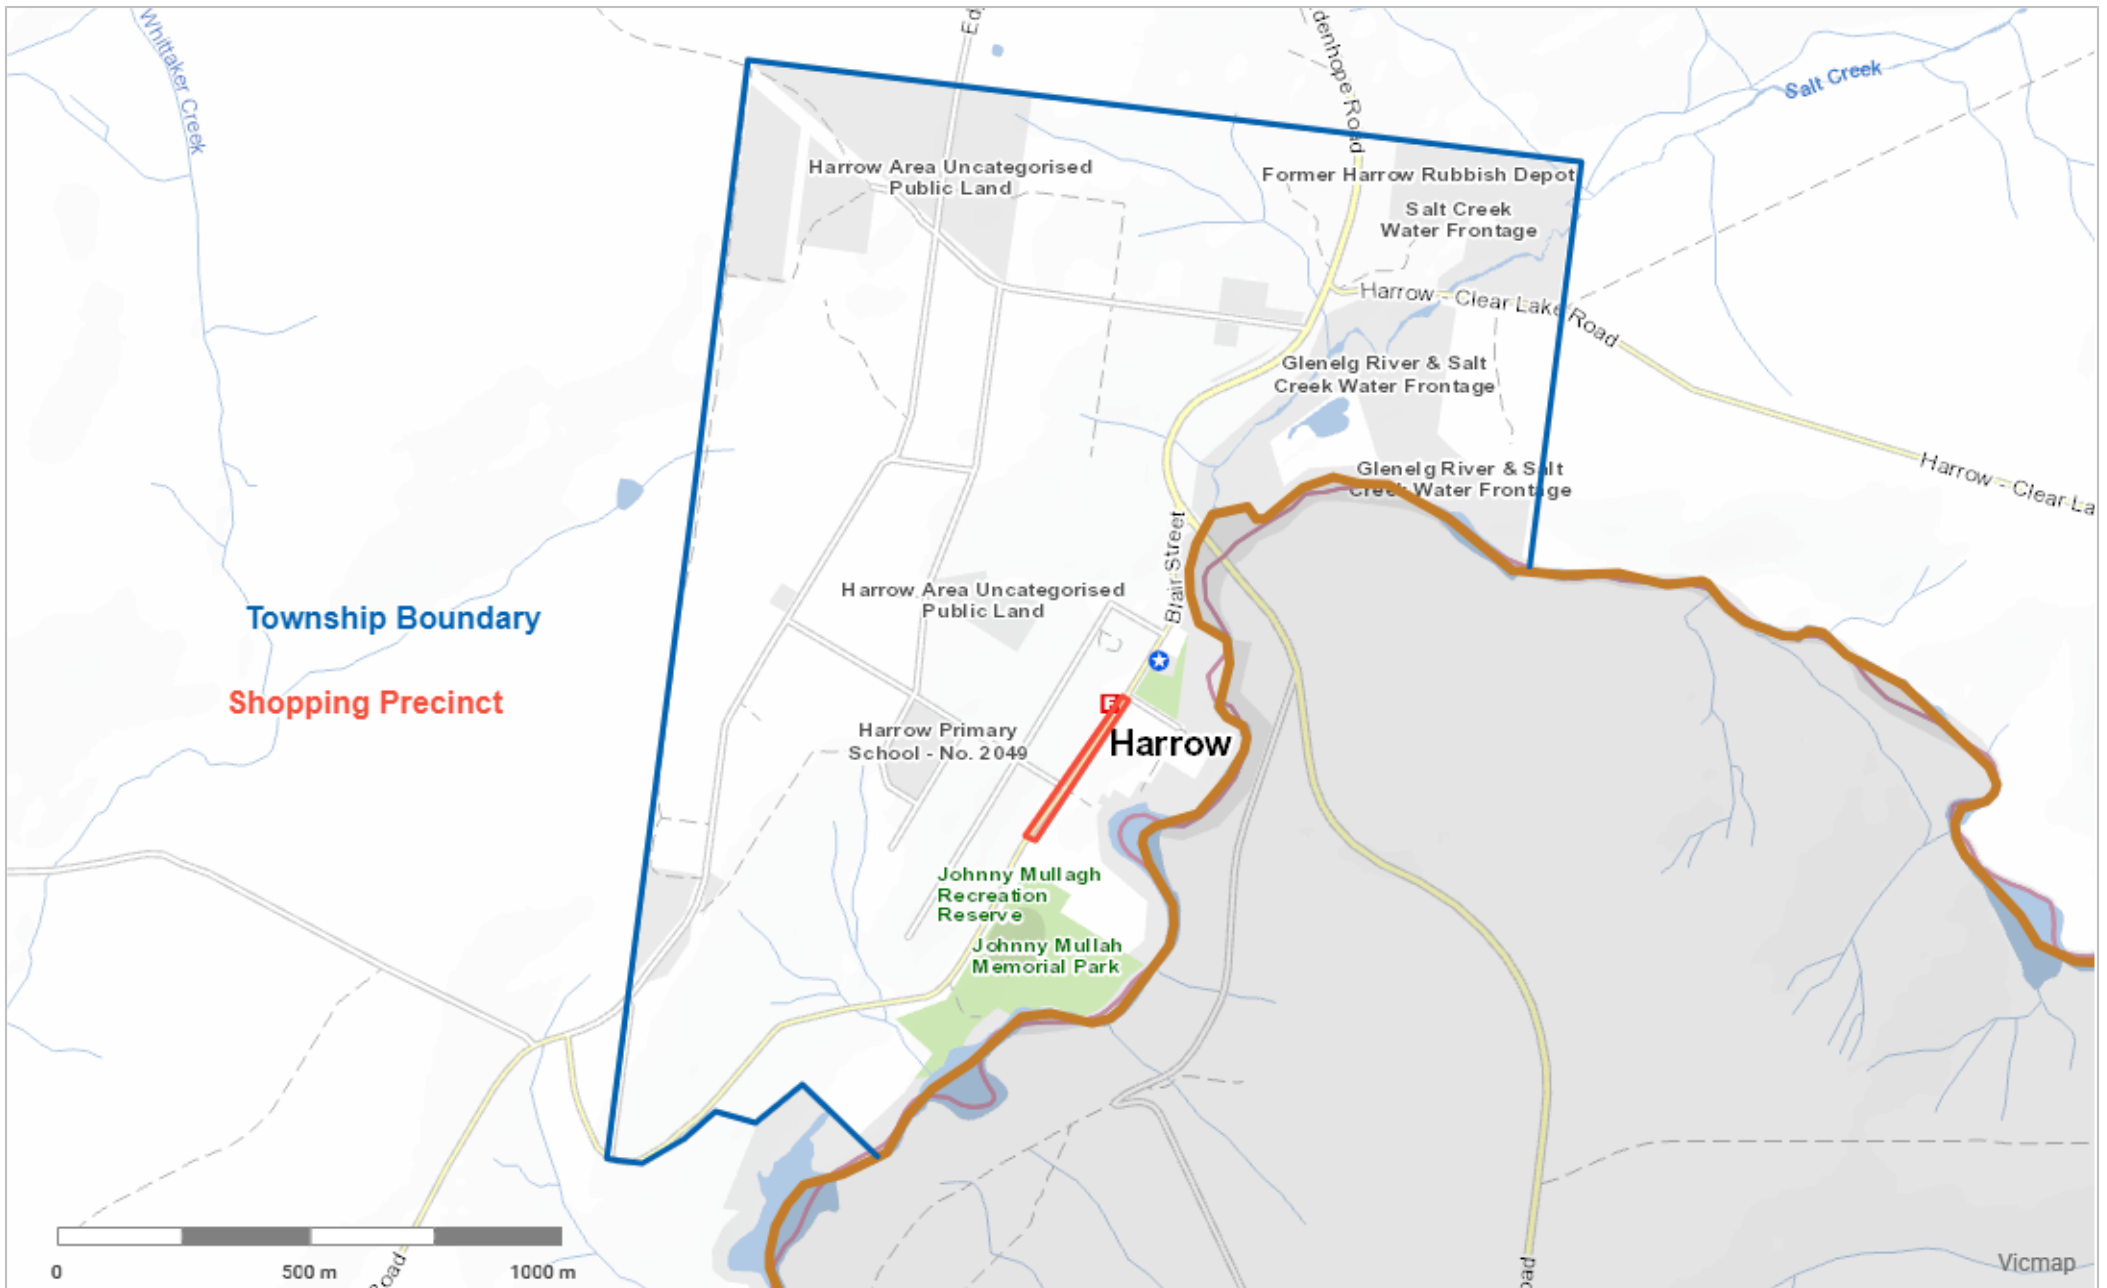 Whittaker Creek
Ed
denhope Road
Salt Creek
Harrow Area Uncategorised
Public Land
Former Harrow Rubbish Depot
Salt Creek
Water Frontage
Harrow - Clear Lake Road
Glenelg River & Salt
Creek Water Frontage
Harrow - Clear La
Glenelg River & Salt
Creek Water Frontage
Blair Street
Harrow Area Uncategorised
Public Land
Township Boundary
Shopping Precinct
Harrow Primary
School - No. 2049
Harrow
Johnny Mullagh
Recreation
Reserve
Johnny Mullah
Memorial Park
0
500 m
1000 m
Road
oad
Vicmap